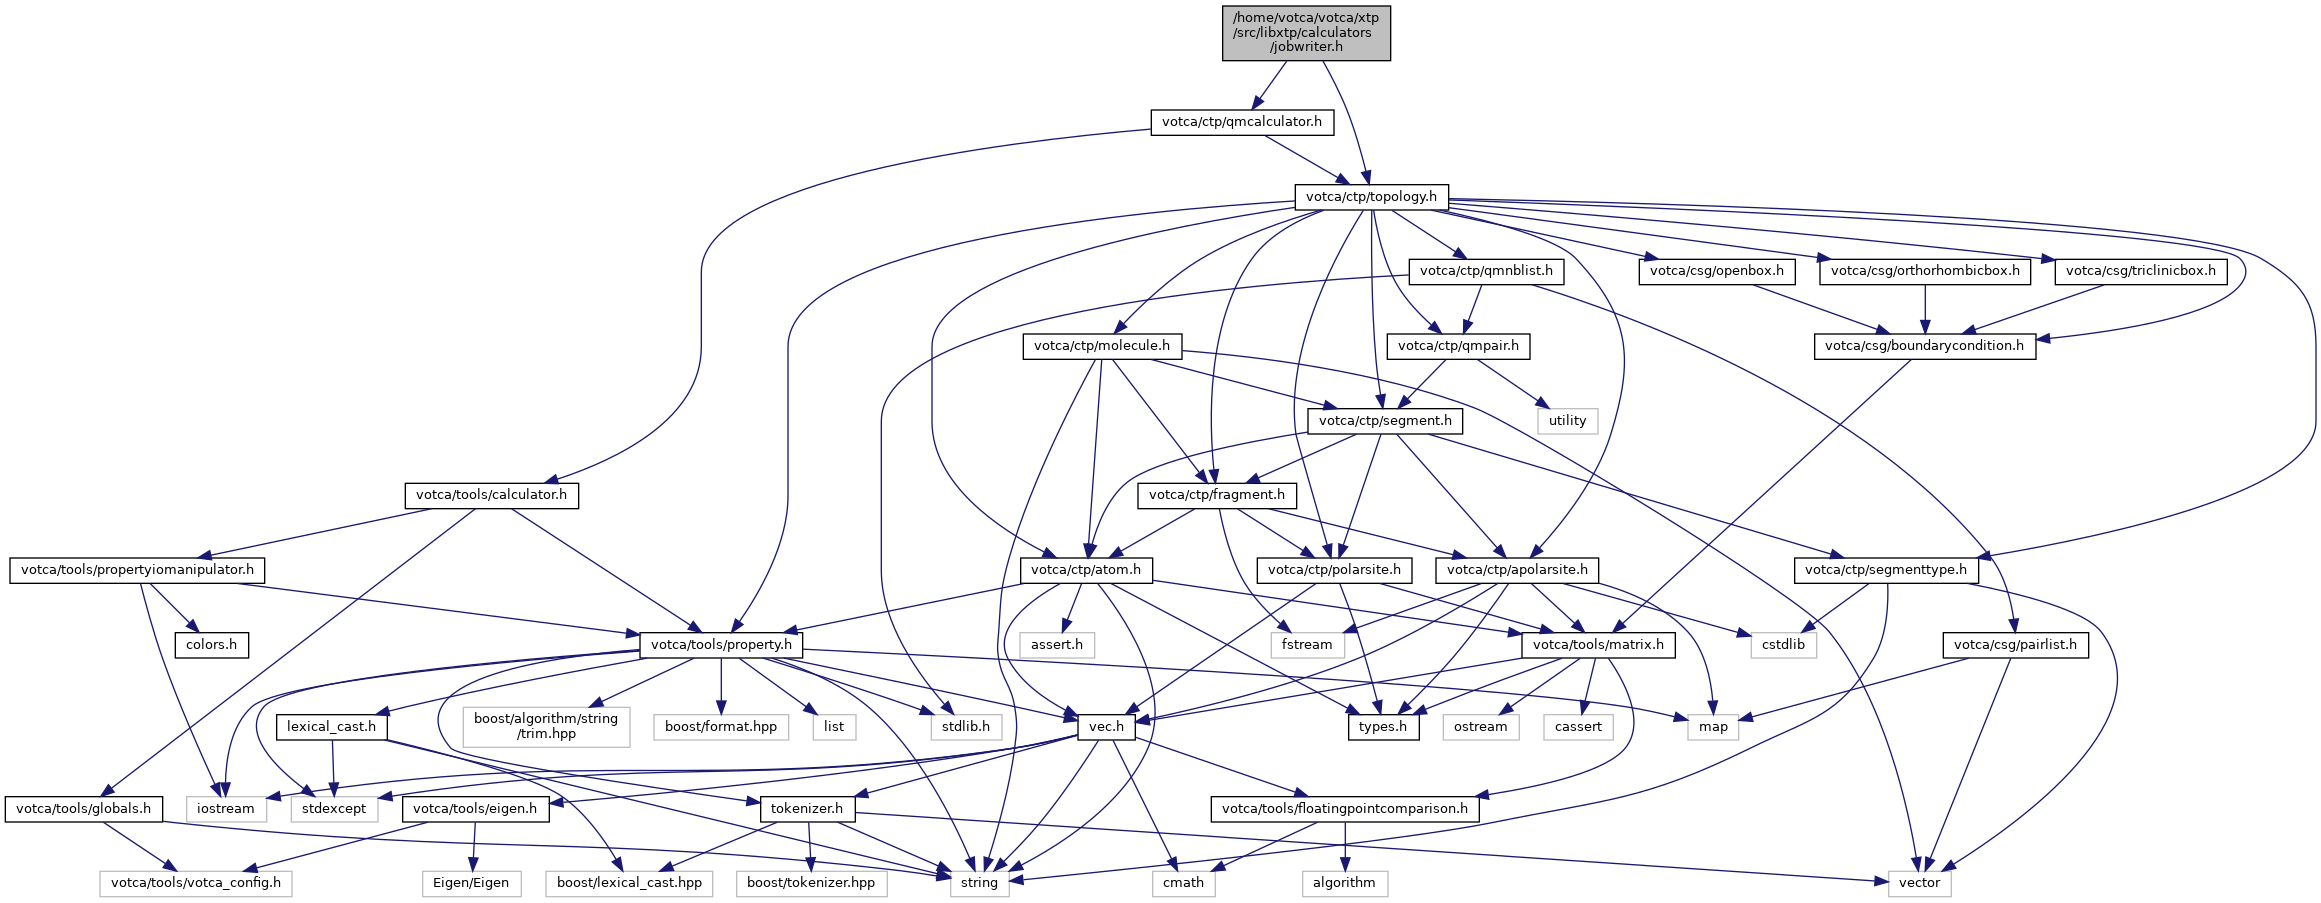 /home/votca/votca/xtp
/src/libxtp/calculators
/jobwriter.h
votca/ctp/qmcalculator.h
votca/ctp/topology.h
votca/ctp/qmnblist.h
votca/csg/openbox.h
votca/csg/orthorhombicbox.h
votca/csg/triclinicbox.h
votca/ctp/molecule.h
votca/ctp/qmpair.h
votca/csg/boundarycondition.h
votca/ctp/segment.h
utility
votca/tools/calculator.h
votca/ctp/fragment.h
votca/tools/propertyiomanipulator.h
votca/ctp/atom.h
votca/ctp/polarsite.h
votca/ctp/apolarsite.h
votca/ctp/segmenttype.h
colors.h
votca/tools/property.h
assert.h
fstream
votca/tools/matrix.h
cstdlib
votca/csg/pairlist.h
lexical_cast.h
boost/algorithm/string
/trim.hpp
boost/format.hpp
list
stdlib.h
vec.h
types.h
ostream
cassert
map
votca/tools/globals.h
iostream
stdexcept
votca/tools/eigen.h
tokenizer.h
votca/tools/floatingpointcomparison.h
votca/tools/votca_config.h
Eigen/Eigen
boost/lexical_cast.hpp
boost/tokenizer.hpp
string
cmath
algorithm
vector